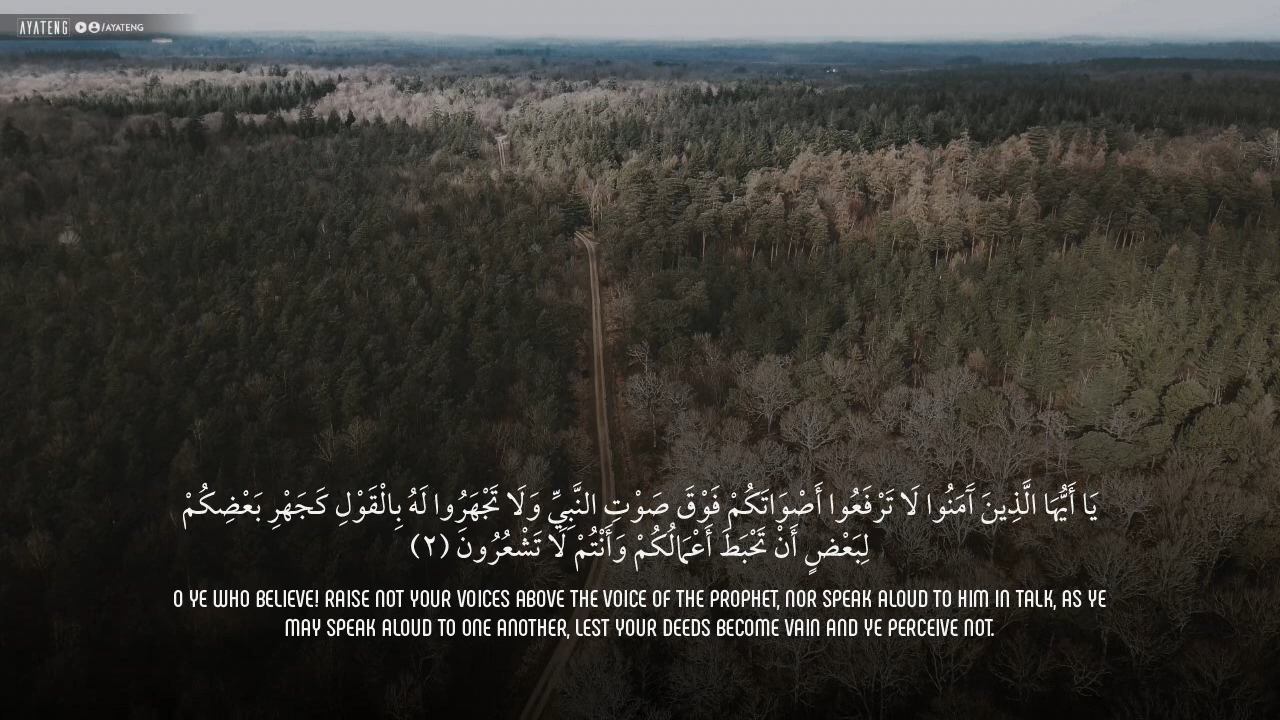 AYATENG /AYATENG
يَا أَيُّهَا الَّذِينَ آَمَنُوا لَا تَرْفَعُوا أَصْوَاتَكُمْ فَوْقَ صَوْتِ النَّبِيِّ وَلَا تَجْهَرُوا لَهُ بِالْقَوْلِ كَجَهْرِ بَعْضِكُمْ
لِبَعْضٍ أَنْ تَحْبَطَ أَعْمَالُكُمْ وَأَنْتُمْ لَا تَشْعُرُونَ (٢)
O YE WHO BELIEVE! RAISE NOT YOUR VOICES ABOVE THE VOICE OF THE PROPHET, NOR SPEAK ALOUD TO HIM IN TALK, AS YE
MAY SPEAK ALOUD TO ONE ANOTHER, LEST YOUR DEEDS BECOME VAIN AND YE PERCEIVE NOT.